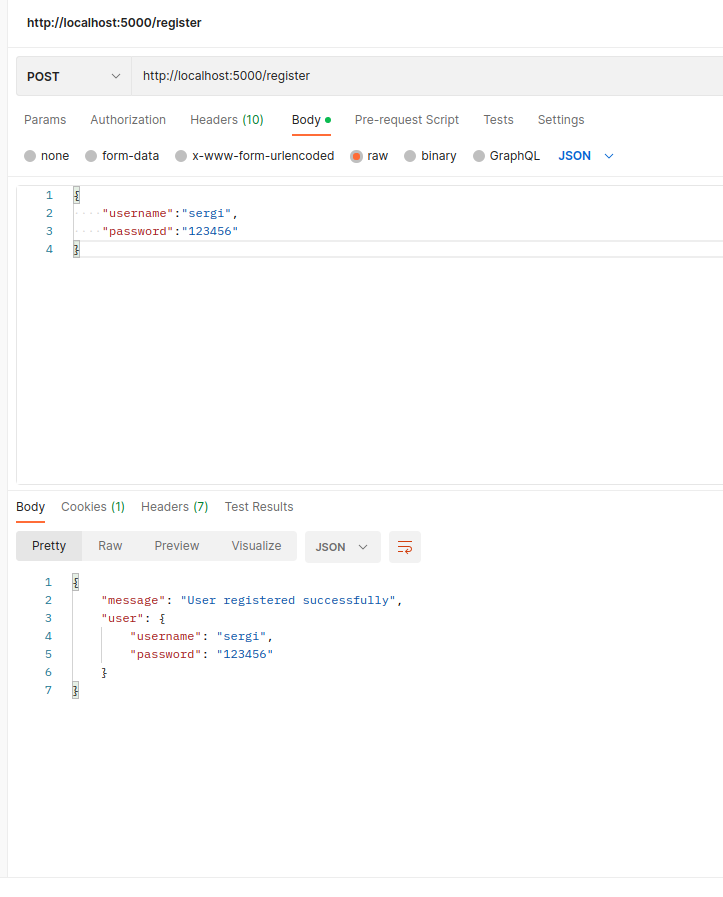 http://localhost:5000/register
POST http://localhost:5000/register
Params Authorization Headers (10) Body Pre-request Script Tests Settings
none form-data x-www-form-urlencoded raw binary GraphQL JSON
1 {
2 "username":"sergi",
3 "password":"123456"
4 }
Body Cookies (1) Headers (7) Test Results
Pretty Raw Preview Visualize JSON
1 {
2 "message": "User registered successfully",
3 "user": {
4 "username": "sergi",
5 "password": "123456"
6 }
7 }